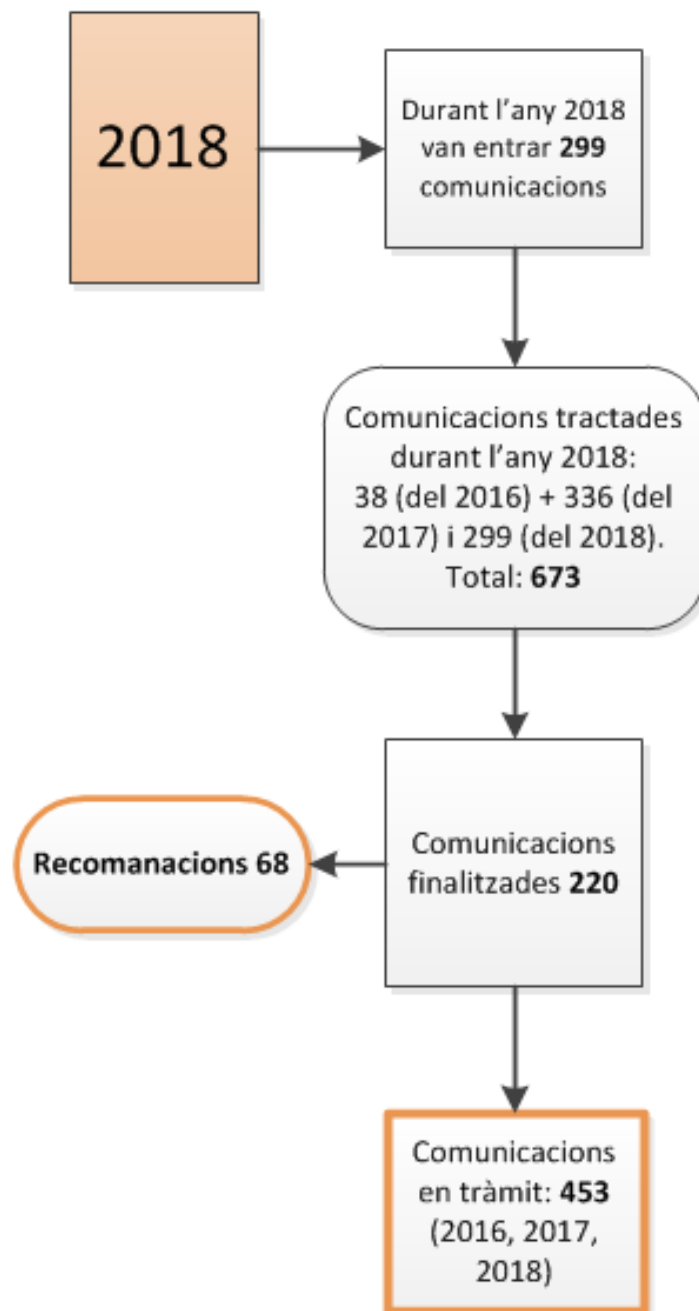 2018
Durant l’any 2018
van entrar 299
comunicacions
Comunicacions tractades
durant l’any 2018:
38 (del 2016) + 336 (del
2017) i 299 (del 2018).
Total: 673
Recomanacions 68
Comunicacions
finalitzades 220
Comunicacions
en tràmit: 453
(2016, 2017,
2018)